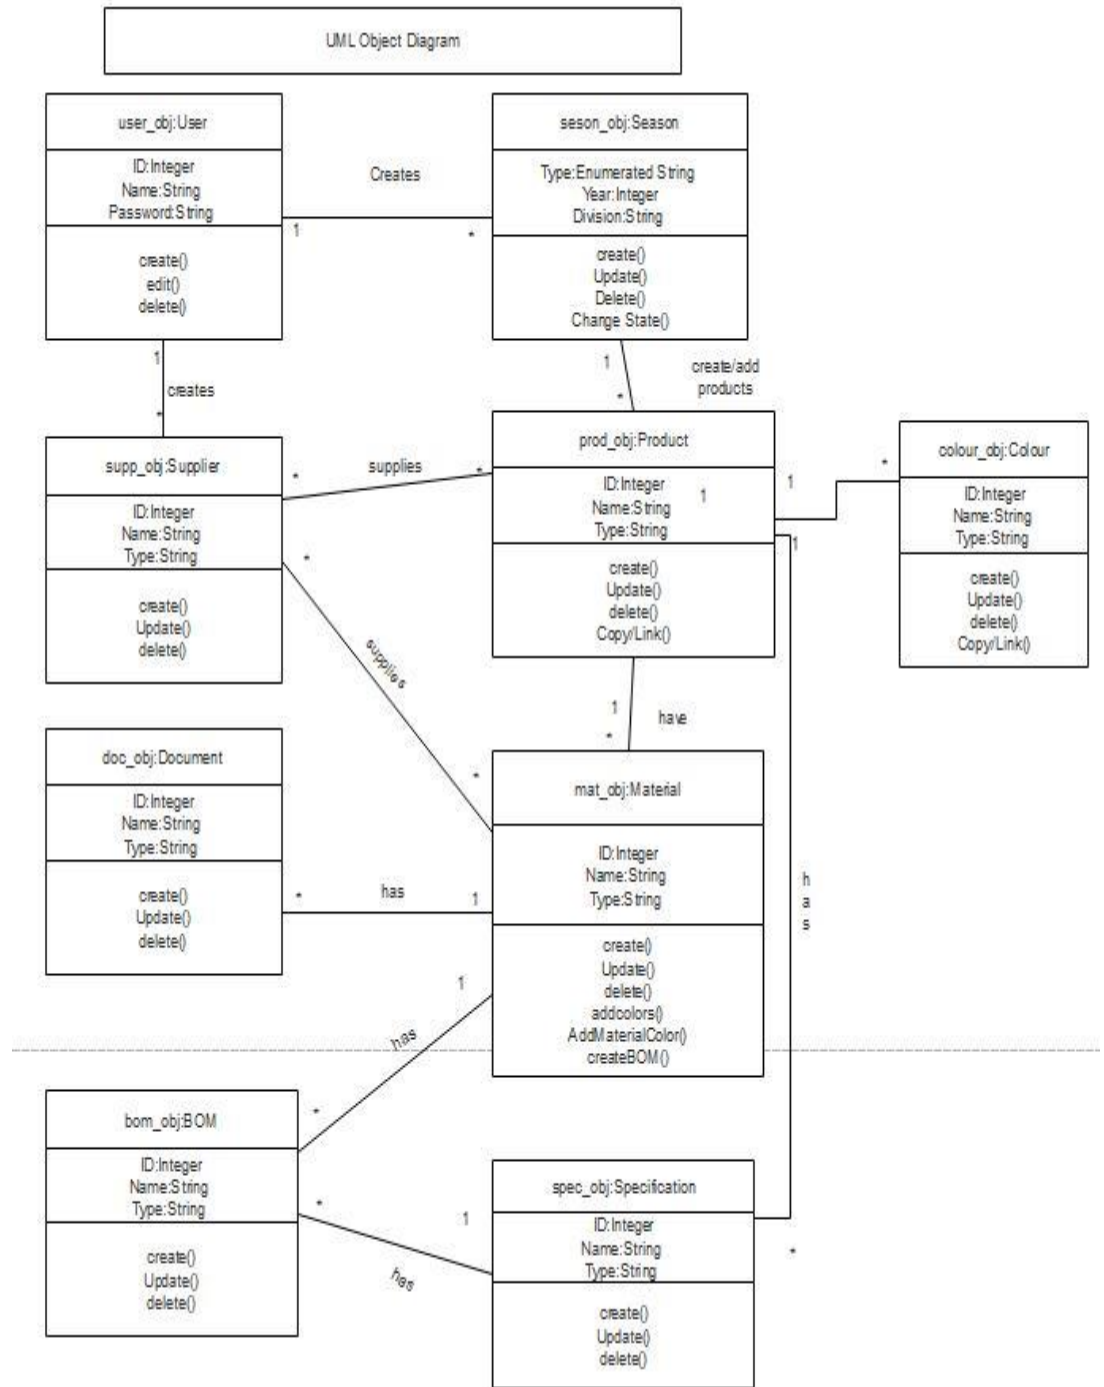 UML Object Diagram
user_obj:User
ID:Integer
Name:String
Password:String
create()
edit()
delete()
Creates
1
*
seson_obj:Season
Type:Enumerated String
Year:Integer
Division:String
create()
Update()
Delete()
Change State()
1
creates
*
1
create/add
products
*
supp_obj:Supplier
ID:Integer
Name:String
Type:String
create()
Update()
delete()
*
supplies
*
prod_obj:Product
ID:Integer
1
Name:String
Type:String
create()
Update()
delete()
Copy/Link()
1
*
colour_obj:Colour
ID:Integer
Name:String
Type:String
create()
Update()
delete()
Copy/Link()
*
supplies
*
1
have
*
1
has
*
doc_obj:Document
ID:Integer
Name:String
Type:String
create()
Update()
delete()
*
has
1
mat_obj:Material
ID:Integer
Name:String
Type:String
create()
Update()
delete()
addcolors()
AddMaterialColor()
createBOM()
1
has
*
bom_obj:BOM
ID:Integer
Name:String
Type:String
create()
Update()
delete()
*
has
1
spec_obj:Specification
ID:Integer
Name:String
Type:String
create()
Update()
delete()